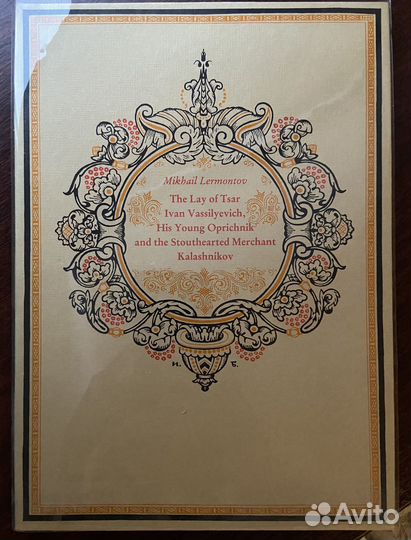 Mikhail Lermontov
The Lay of Tsar
Ivan Vassilyevich,
His Young Oprichnik
and the Stouthearted Merchant
Kalashnikov
И. Б.
Avito